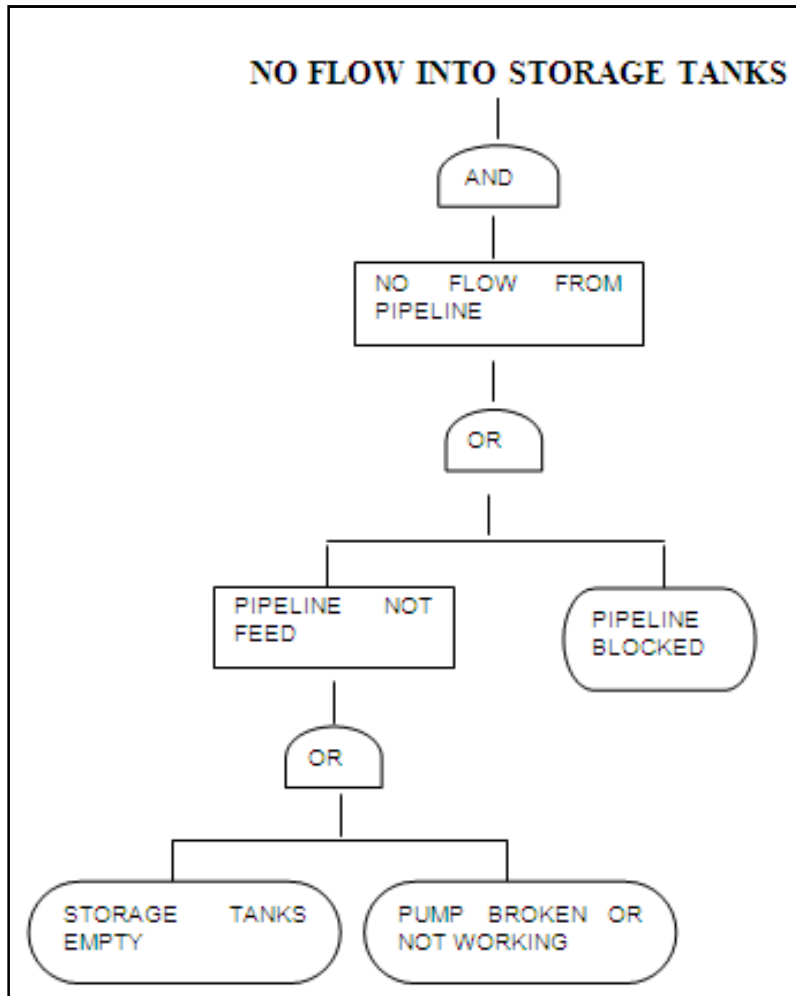 NO FLOW INTO STORAGE TANKS
AND
NO FLOW FROM
PIPELINE
OR
PIPELINE NOT
FEED
PIPELINE
BLOCKED
OR
STORAGE TANKS
EMPTY
PUMP BROKEN OR
NOT WORKING